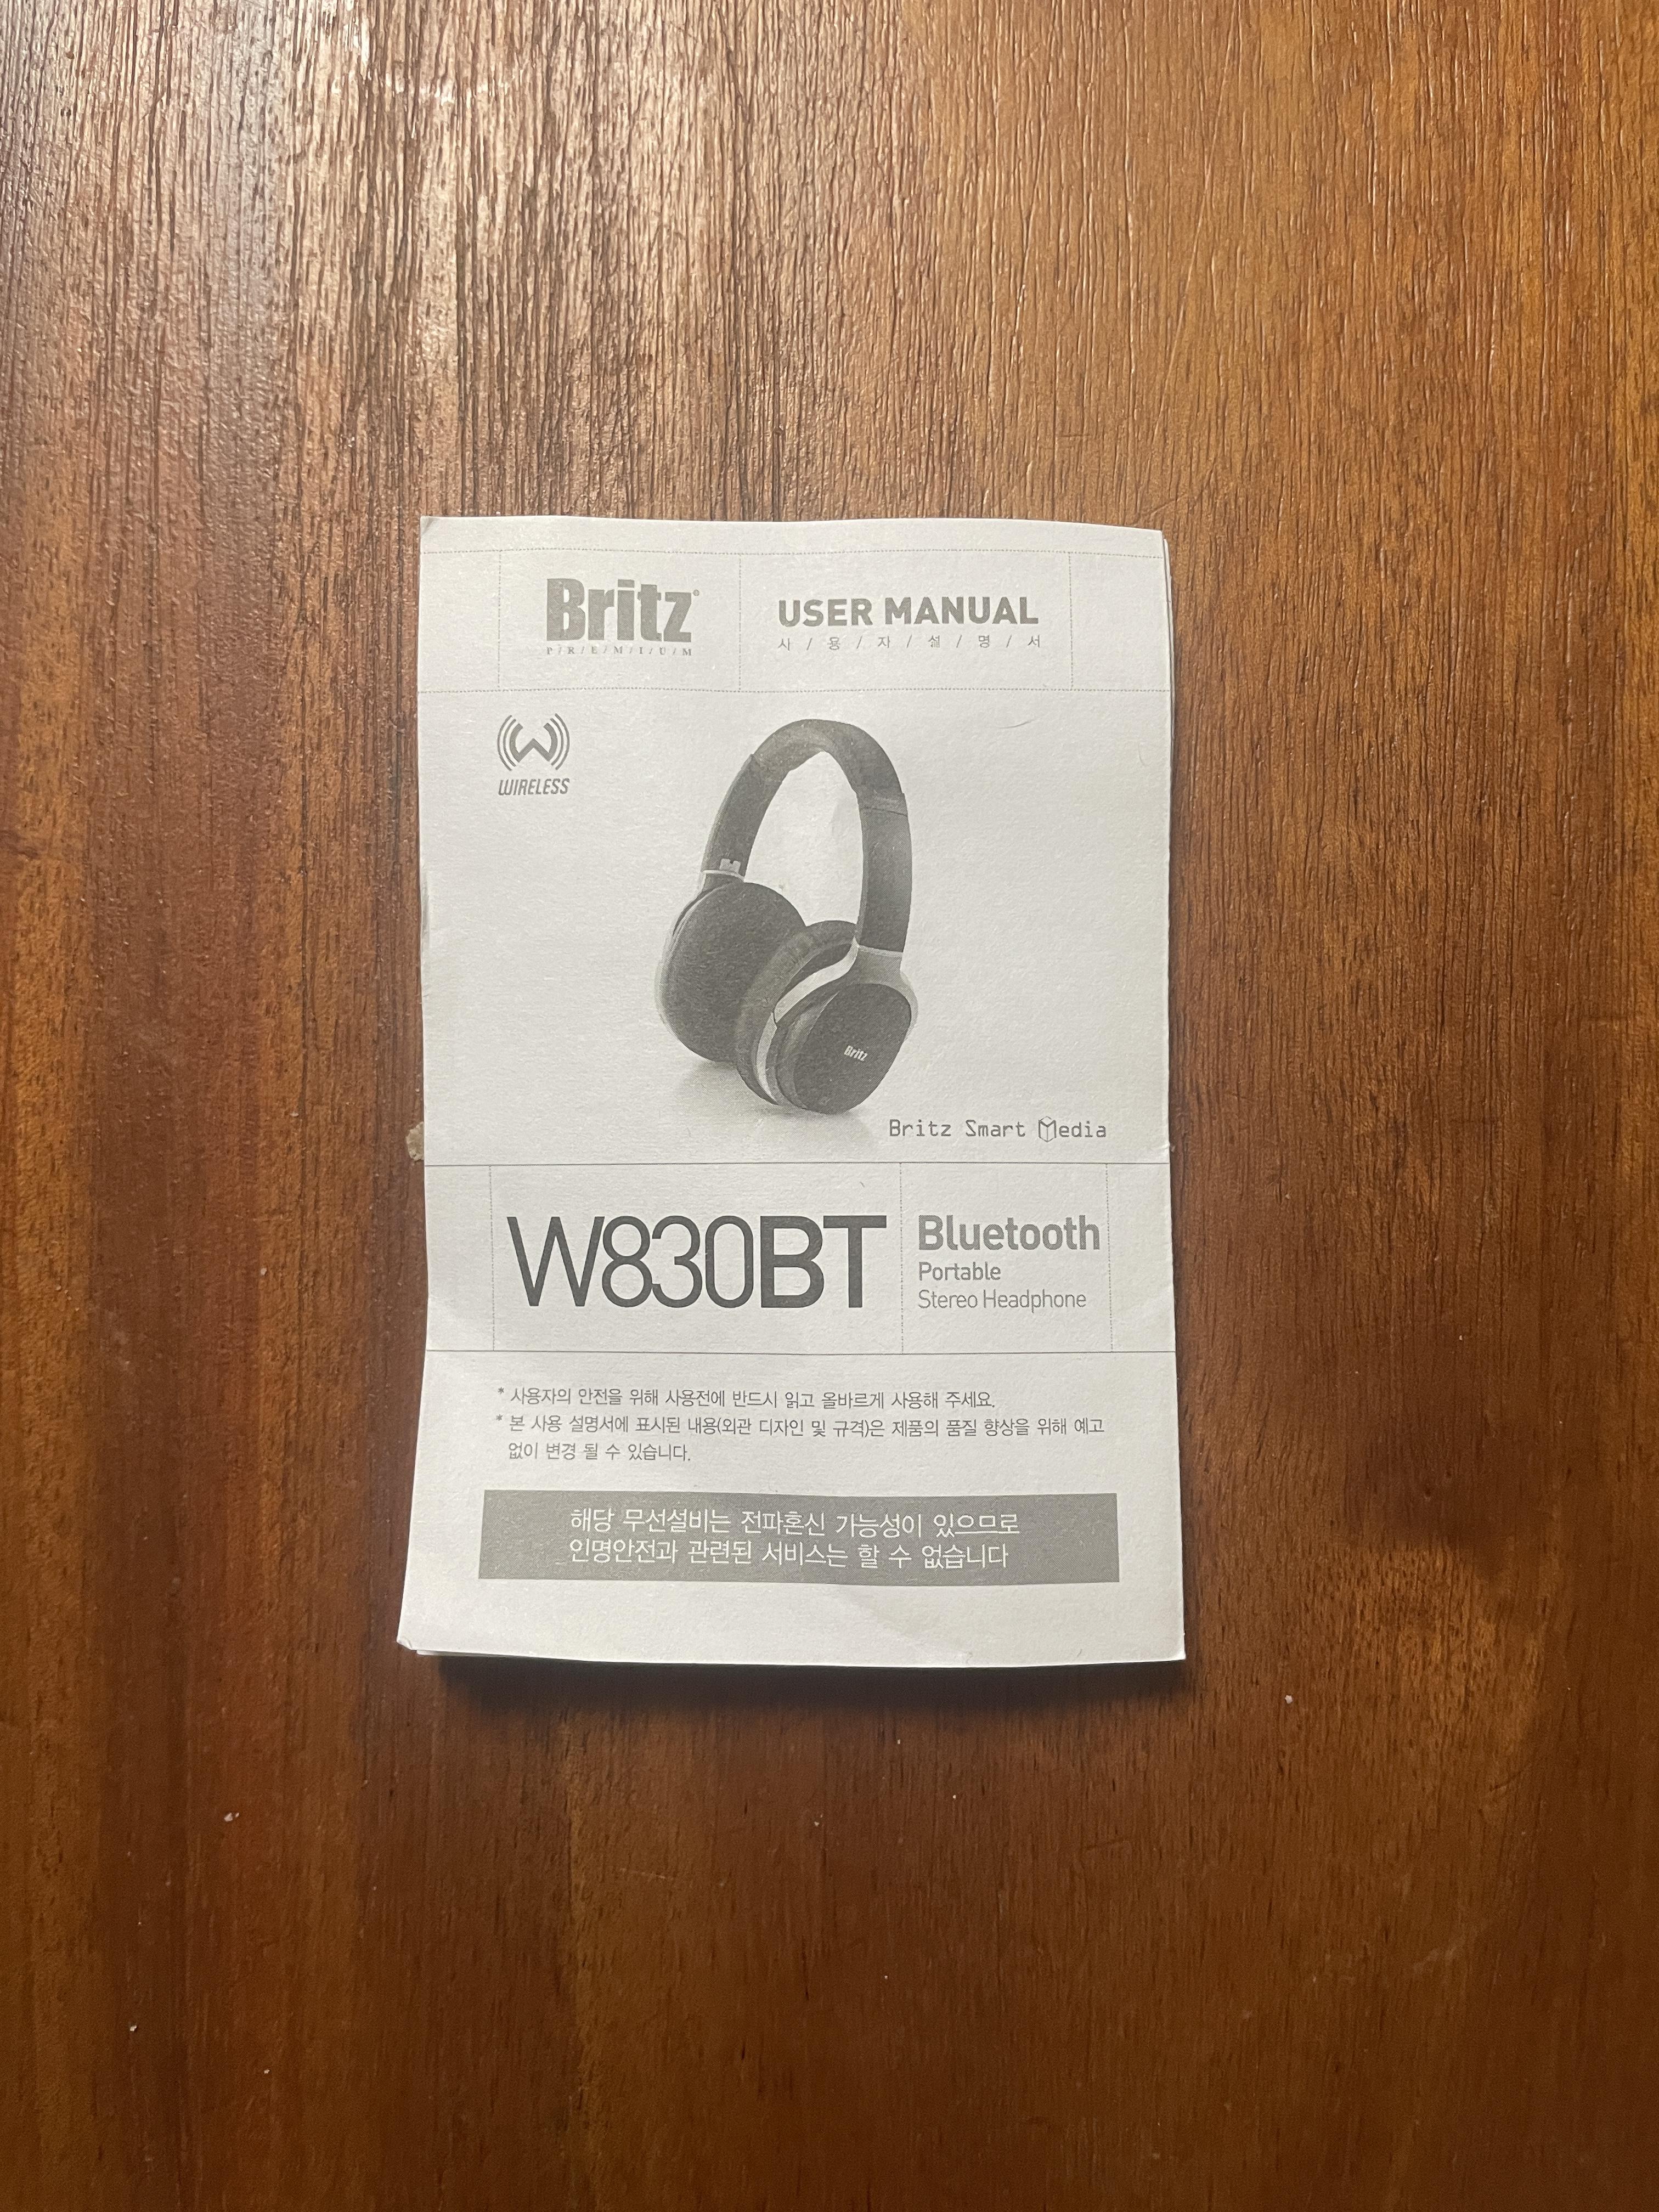 Britz
P/R/E/M/I/U/M
USER MANUAL
사/용/자/설/명/서
WIRELESS
Britz
Britz Smart Media
W830BT
Bluetooth
Portable
Stereo Headphone
* 사용자의 안전을 위해 사용전에 반드시 읽고 올바르게 사용해 주세요.
* 본 사용 설명서에 표시된 내용(외관 디자인 및 규격)은 제품의 품질 향상을 위해 예고
없이 변경 될 수 있습니다.
해당 무선설비는 전파혼신 가능성이 있으므로
인명안전과 관련된 서비스는 할 수 없습니다